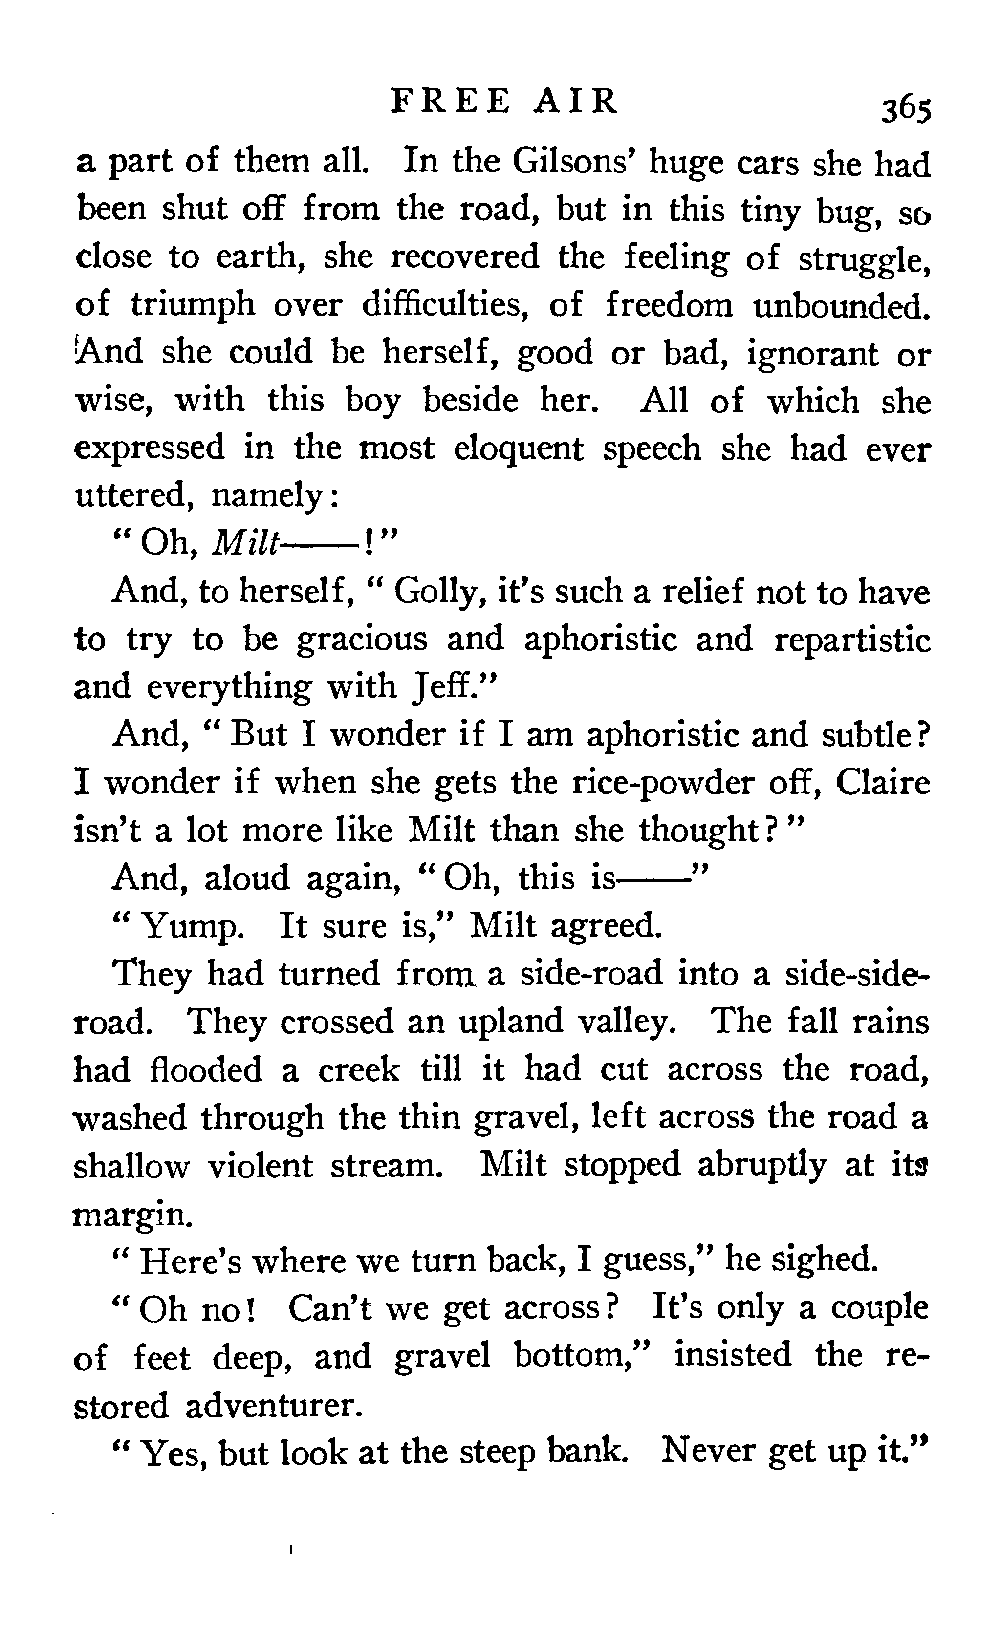 FREE AIR 365
a part of them all. In the Gilsons' huge cars she had
been shut off from the road, but in this tiny bug, so
close to earth, she recovered the feeling of struggle,
of triumph over difficulties, of freedom unbounded.
And she could be herself, good or bad, ignorant or
wise, with this boy beside her. All of which she
expressed in the most eloquent speech she had ever
uttered, namely:
“Oh, Milt——!”
And, to herself, “Golly, it's such a relief not to have
to try to be gracious and aphoristic and repartistic
and everything with Jeff.”
And, “But I wonder if I am aphoristic and subtle?
I wonder if when she gets the rice-powder off, Claire
isn't a lot more like Milt than she thought?”
And, aloud again, “Oh, this is——”
“Yump. It sure is,” Milt agreed.
They had turned from a side-road into a side-side-
road. They crossed an upland valley. The fall rains
had flooded a creek till it had cut across the road,
washed through the thin gravel, left across the road a
shallow violent stream. Milt stopped abruptly at its
margin.
“Here's where we turn back, I guess,” he sighed.
“Oh no! Can't we get across? It's only a couple
of feet deep, and gravel bottom,” insisted the re-
stored adventurer.
“Yes, but look at the steep bank. Never get up it.”